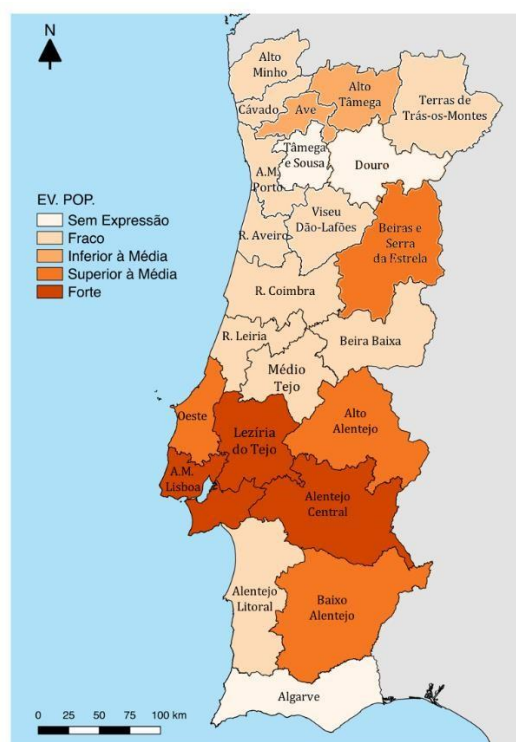 N
Alto
Minho
Alto
Tâmega
Terras de
Trás-os-Montes
Cávado
Ave
Tâmega
e Sousa
Douro
A.M.
Porto
EV. POP.
Sem Expressão
Fraco
Inferior à Média
Superior à Média
Forte
Viseu
Dão-Lafões
R. Aveiro
Beiras e
Serra
da Estrela
R. Coimbra
R. Leiria
Beira Baixa
Médio
Tejo
Oeste
Lezíria
do Tejo
Alto
Alentejo
A.M.
Lisboa
Alentejo
Central
Alentejo
Litoral
Baixo
Alentejo
Algarve
0 25 50 75 100 km